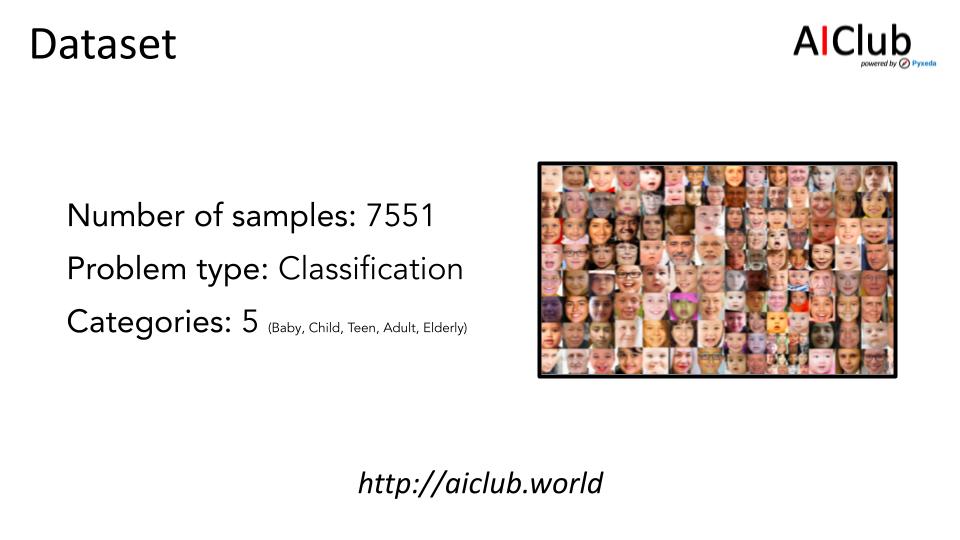 Dataset
AIClub
powered by Pyxeda
Number of samples: 7551
Problem type: Classification
Categories: 5 (Baby, Child, Teen, Adult, Elderly)
http://aiclub.world